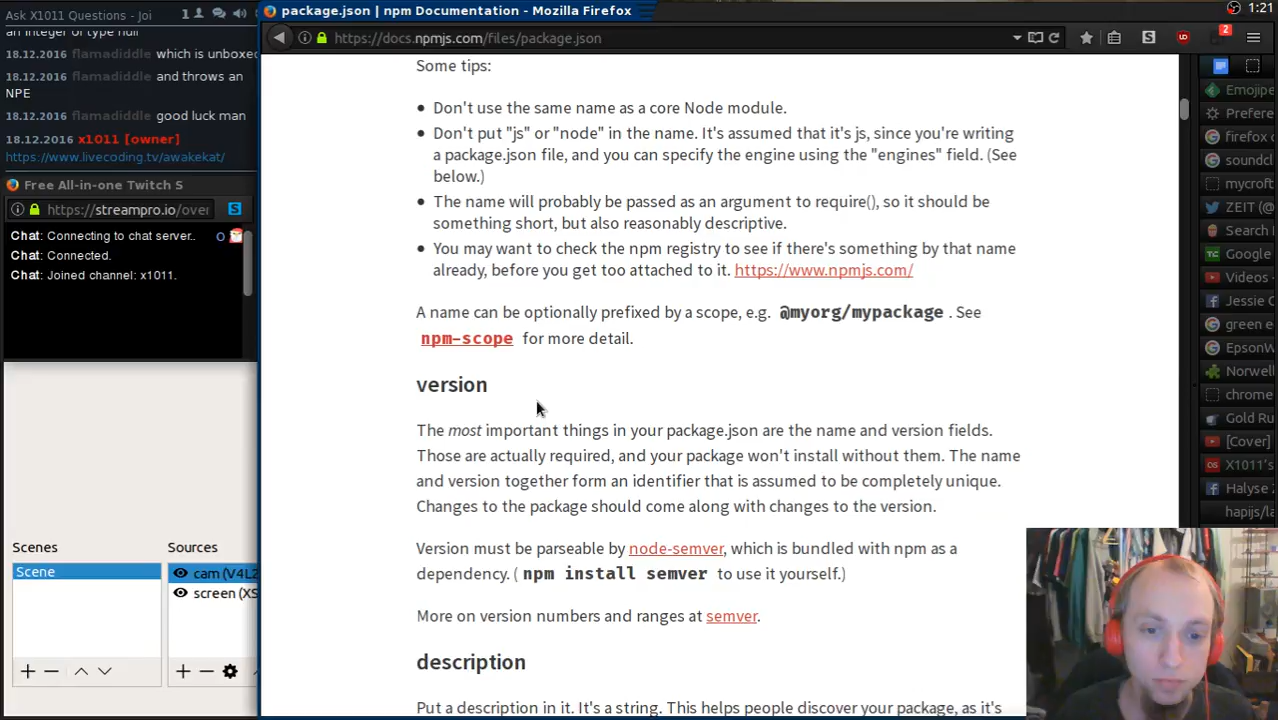 Ask X1011 Questions - Joi
1
an integer of type null
18.12.2016 flamadiddle which is unboxed
18.12.2016 flamadiddle and throws an
NPE
18.12.2016 flamadiddle good luck man
18.12.2016 x1011 [owner]
https://www.livecoding.tv/awakekat/
Free All-in-one Twitch S
https://streampro.io/over
Chat: Connecting to chat server..
Chat: Connected.
Chat: Joined channel: x1011.
Scenes
Sources
Scene
cam (V4L2
screen (XS
package.json | npm Documentation - Mozilla Firefox
1:21
https://docs.npmjs.com/files/package.json
2
Some tips:
• Don't use the same name as a core Node module.
• Don't put "js" or "node" in the name. It's assumed that it's js, since you're writing
a package.json file, and you can specify the engine using the "engines" field. (See
below.)
• The name will probably be passed as an argument to require(), so it should be
something short, but also reasonably descriptive.
• You may want to check the npm registry to see if there's something by that name
already, before you get too attached to it. https://www.npmjs.com/
A name can be optionally prefixed by a scope, e.g. @myorg/mypackage . See
npm-scope for more detail.
version
The most important things in your package.json are the name and version fields.
Those are actually required, and your package won't install without them. The name
and version together form an identifier that is assumed to be completely unique.
Changes to the package should come along with changes to the version.
Version must be parseable by node-semver, which is bundled with npm as a
dependency. ( npm install semver to use it yourself.)
More on version numbers and ranges at semver.
description
Put a description in it. It's a string. This helps people discover your package, as it's
Emojipe
Prefere
firefox c
soundcl
mycroft
ZEIT (@
Search
Google
Videos -
Jessie C
green e
EpsonW
Norwell
chrome
Gold Ru
[Cover]
X1011's
Halyse Z
hapijs/la